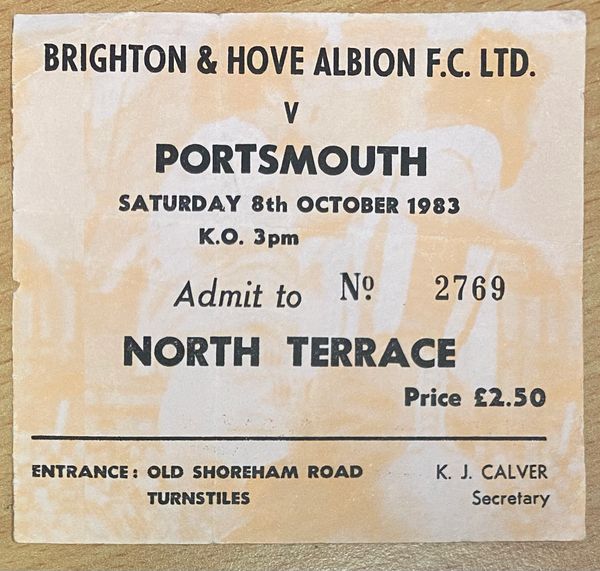 BRIGHTON & HOVE ALBION F.C. LTD.
V
PORTSMOUTH
SATURDAY 8th OCTOBER 1983
K.O. 3pm
Admit to Nº 2769
NORTH TERRACE
Price £2.50
ENTRANCE: OLD SHOREHAM ROAD K. J. CALVER
TURNSTILES Secretary